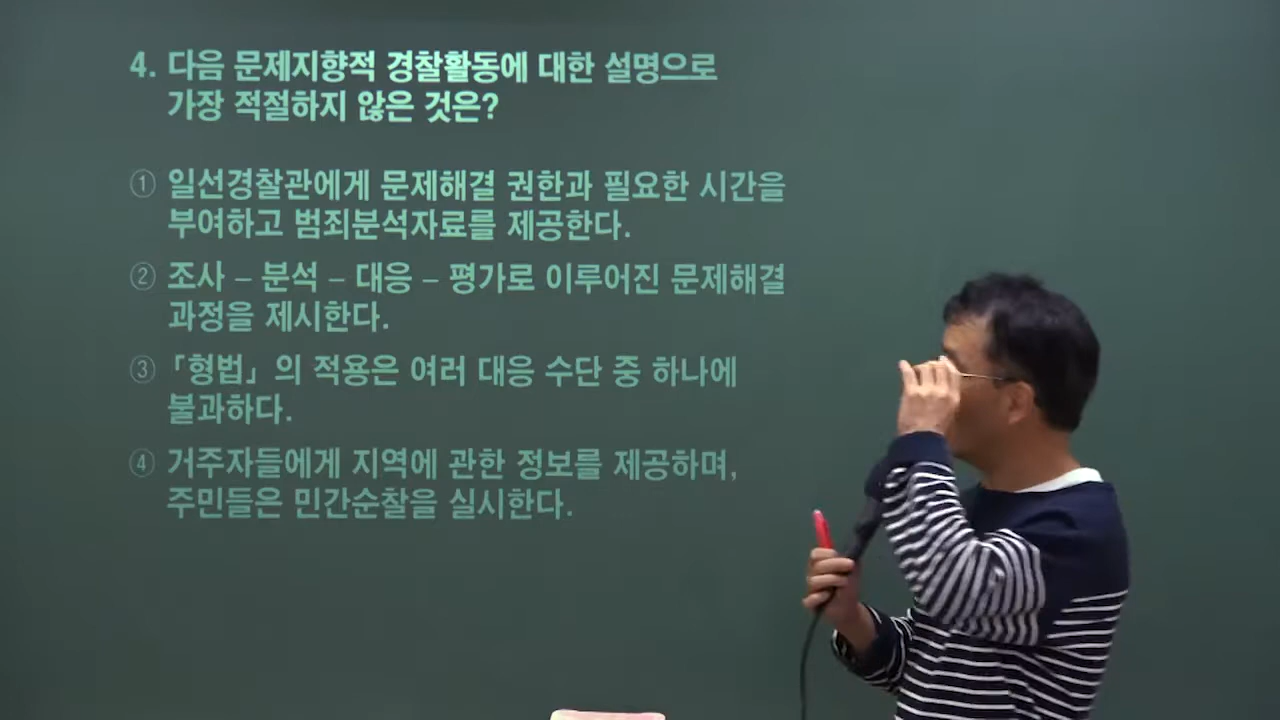 4. 다음 문제지향적 경찰활동에 대한 설명으로
가장 적절하지 않은 것은?
① 일선경찰관에게 문제해결 권한과 필요한 시간을
부여하고 범죄분석자료를 제공한다.
② 조사 – 분석 – 대응 – 평가로 이루어진 문제해결
과정을 제시한다.
③ 「형법」의 적용은 여러 대응 수단 중 하나에
불과하다.
④ 거주자들에게 지역에 관한 정보를 제공하며,
주민들은 민간순찰을 실시한다.